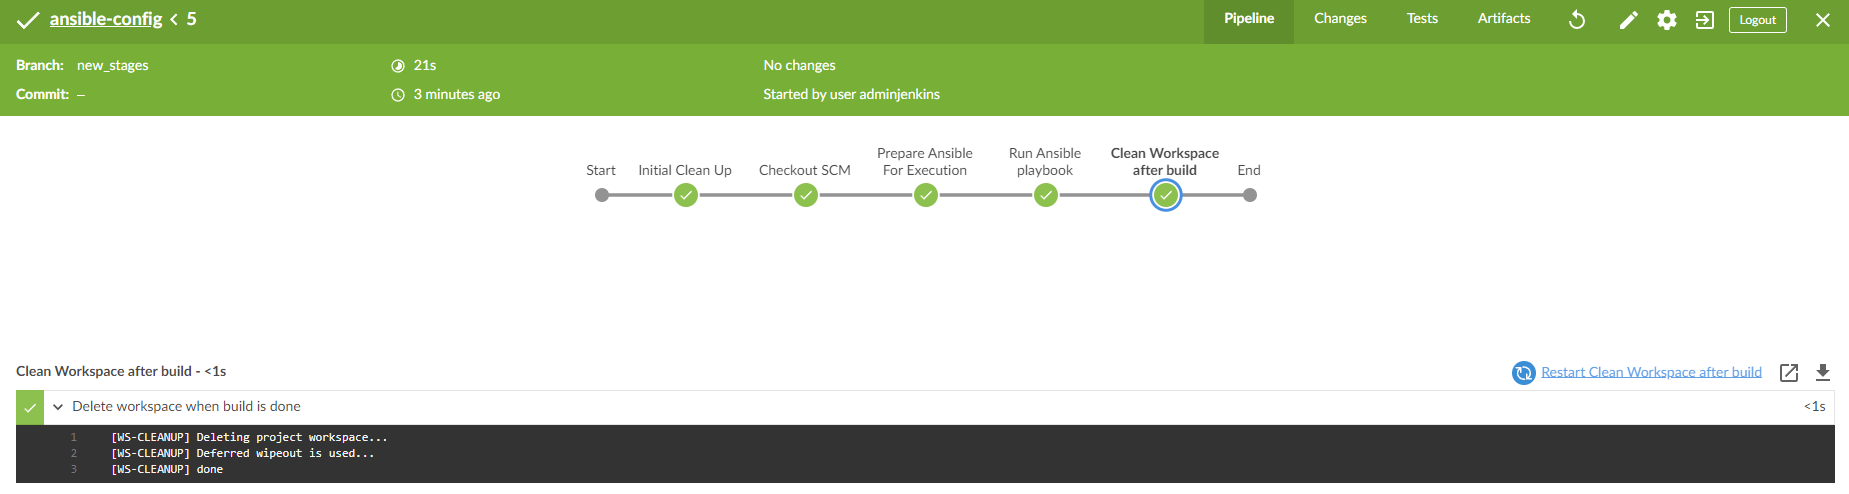 ansible-config < 5
Pipeline Changes Tests Artifacts Logout
Branch: new_stages 21s No changes
Commit: – 3 minutes ago Started by user adminjenkins
Start
Initial Clean Up
Checkout SCM
Prepare Ansible
For Execution
Run Ansible
playbook
Clean Workspace
after build
End
Clean Workspace after build - <1s
Restart Clean Workspace after build
Delete workspace when build is done <1s
1 [WS-CLEANUP] Deleting project workspace...
2 [WS-CLEANUP] Deferred wipeout is used...
3 [WS-CLEANUP] done